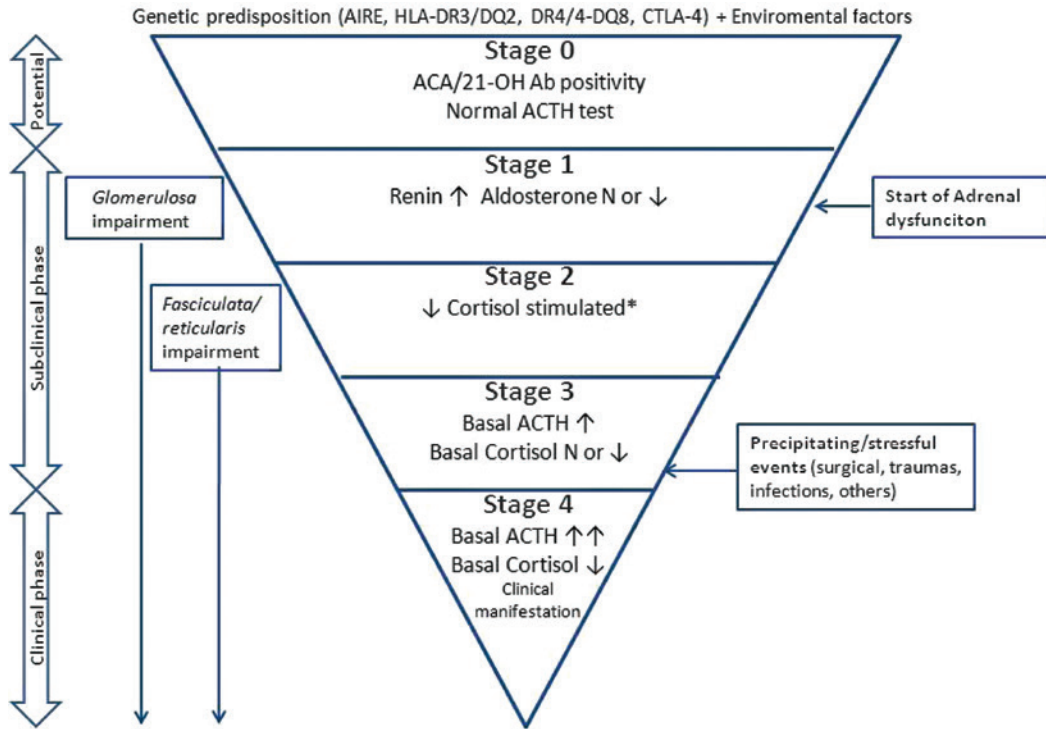 Genetic predisposition (AIRE, HLA-DR3/DQ2, DR4/4-DQ8, CTLA-4) + Enviromental factors
Potential
Stage 0
ACA/21-OH Ab positivity
Normal ACTH test
Subclinical phase
Glomerulosa
impairment
Stage 1
Renin ↑ Aldosterone N or ↓
Start of Adrenal
dysfunciton
Fasciculata/
reticularis
impairment
Stage 2
↓ Cortisol stimulated*
Stage 3
Basal ACTH ↑
Basal Cortisol N or ↓
Precipitating/stressful
events (surgical, traumas,
infections, others)
Clinical phase
Stage 4
Basal ACTH ↑↑
Basal Cortisol ↓
Clinical
manifestation